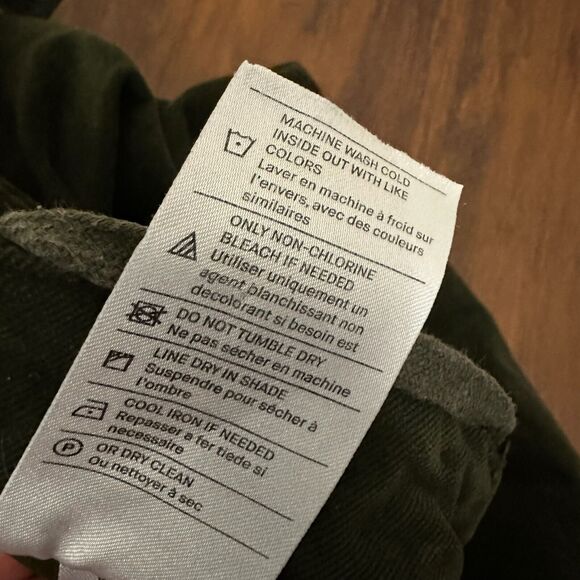 MACHINE WASH COLD
INSIDE OUT WITH LIKE
COLORS
Laver en machine à froid sur
l'envers, avec des couleurs
similaires
ONLY NON-CHLORINE
BLEACH IF NEEDED
Utiliser uniquement un
agent blanchissant non
decolorant si besoin est
DO NOT TUMBLE DRY
Ne pas sécher en machine
LINE DRY IN SHADE
Suspendre pour sécher à
l'ombre
COOL IRON IF NEEDED
Repasser a fer tiede si
necessaire
P
OR DRY CLEAN
Ou nettoyer à sec